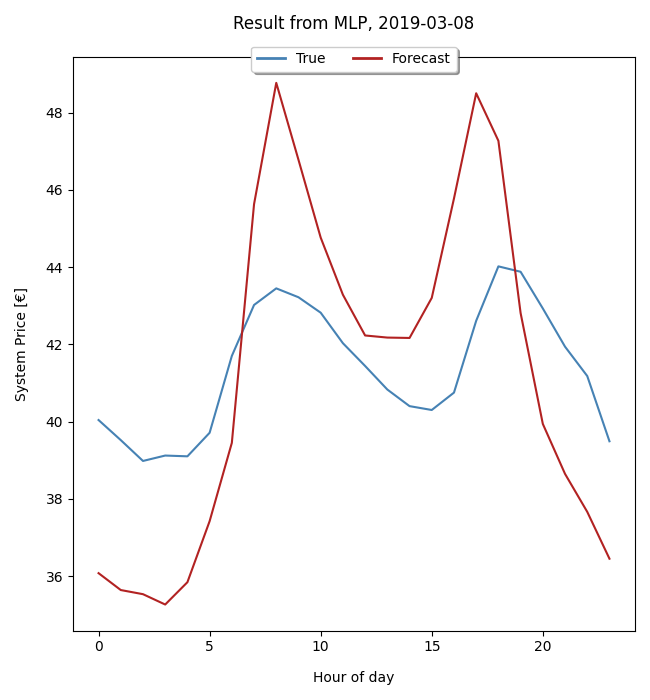 Result from MLP, 2019-03-08
True Forecast
48
46
44
42
40
38
36
System Price [€]
0 5 10 15 20
Hour of day